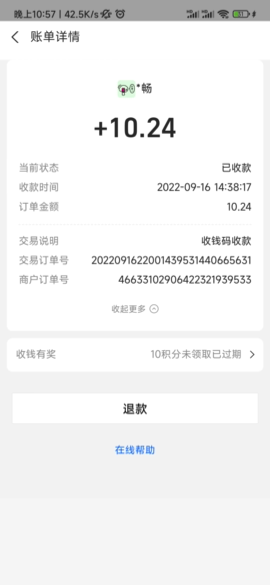 晚上10:57 | 42.5K/s
账单详情
*畅
+10.24
当前状态 已收款
收款时间 2022-09-16 14:38:17
订单金额 10.24
交易说明 收钱码收款
交易订单号 2022091622001439531440665631
商户订单号 46633102906422321939533
收起更多
收钱有奖 10积分未领取已过期
退款
在线帮助